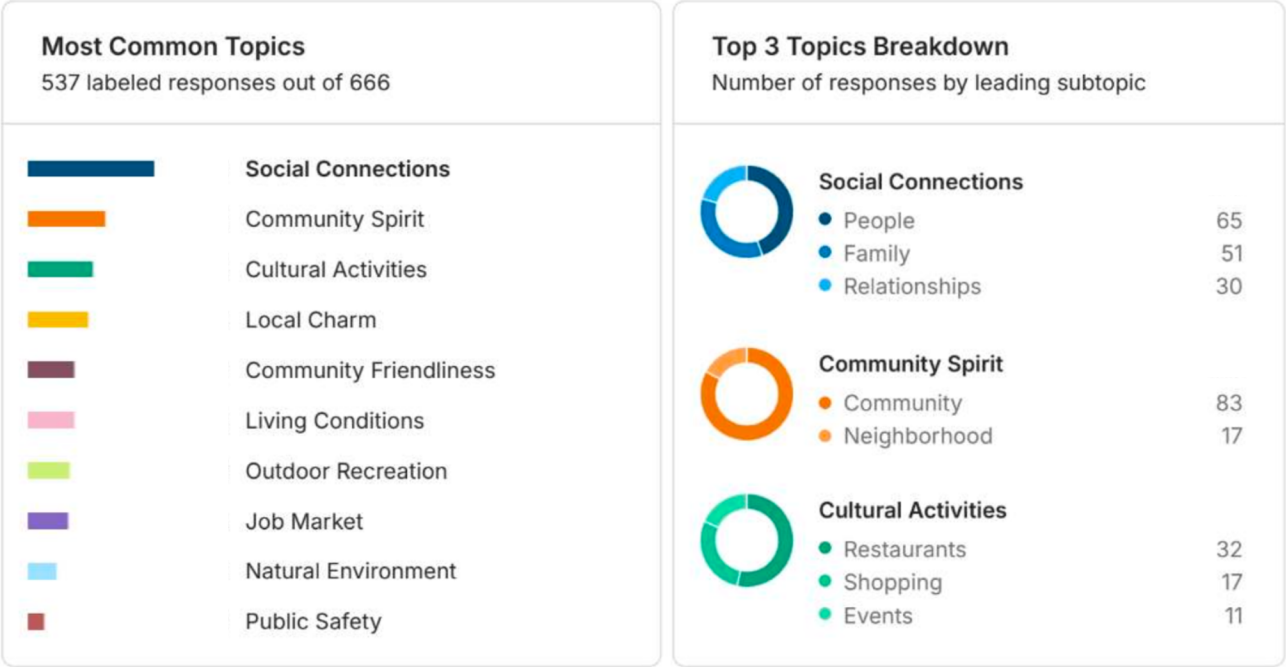 Most Common Topics
537 labeled responses out of 666
Social Connections
Community Spirit
Cultural Activities
Local Charm
Community Friendliness
Living Conditions
Outdoor Recreation
Job Market
Natural Environment
Public Safety
Top 3 Topics Breakdown
Number of responses by leading subtopic
Social Connections
People 65
Family 51
Relationships 30
Community Spirit
Community 83
Neighborhood 17
Cultural Activities
Restaurants 32
Shopping 17
Events 11